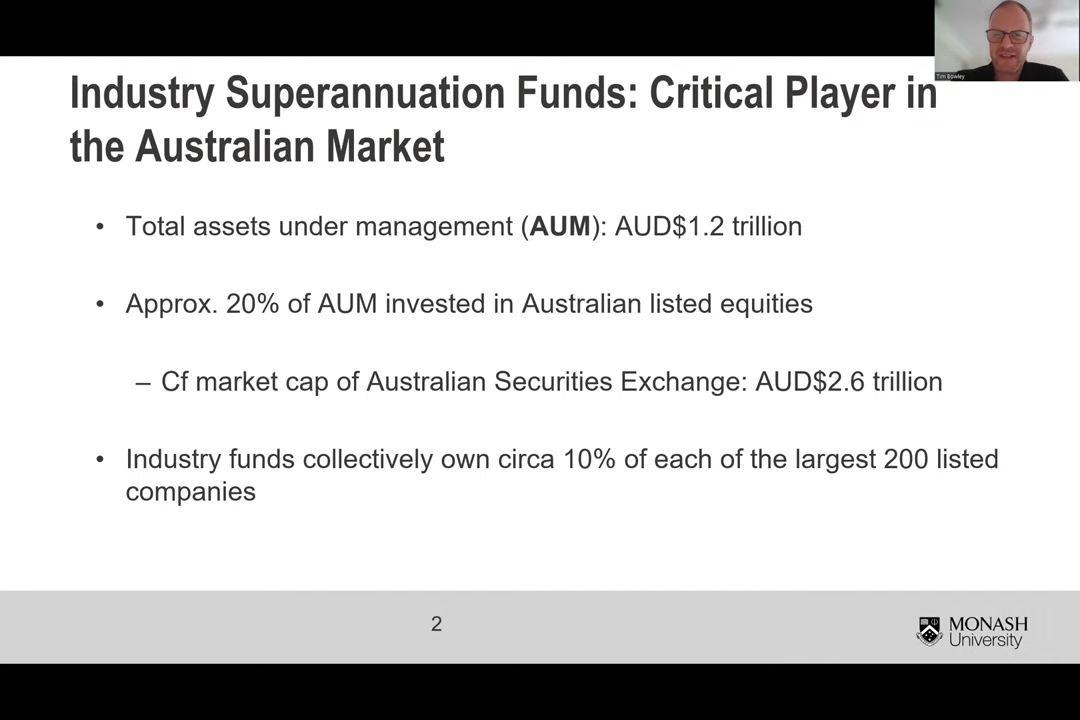 Tim Bowley
Industry Superannuation Funds: Critical Player in
the Australian Market
• Total assets under management (AUM): AUD$1.2 trillion
• Approx. 20% of AUM invested in Australian listed equities
– Cf market cap of Australian Securities Exchange: AUD$2.6 trillion
• Industry funds collectively own circa 10% of each of the largest 200 listed
companies
2
MONASH
University